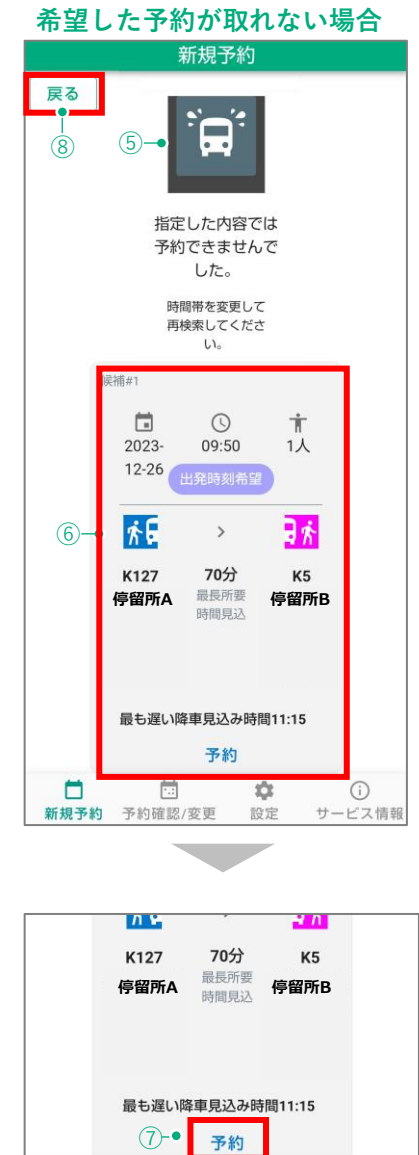 希望した予約が取れない場合
新規予約
戻る
⑧
⑤
指定した内容では
予約できませんで
した。
時間帯を変更して
再検索してくださ
い。
候補#1
2023-
12-26
09:50
1人
出発時刻希望
⑥
K127
停留所A
70分
最長所要
時間見込
K5
停留所B
最も遅い降車見込み時間11:15
予約
新規予約 予約確認/変更 設定 サービス情報
K127
停留所A
70分
最長所要
時間見込
K5
停留所B
最も遅い降車見込み時間11:15
⑦
予約